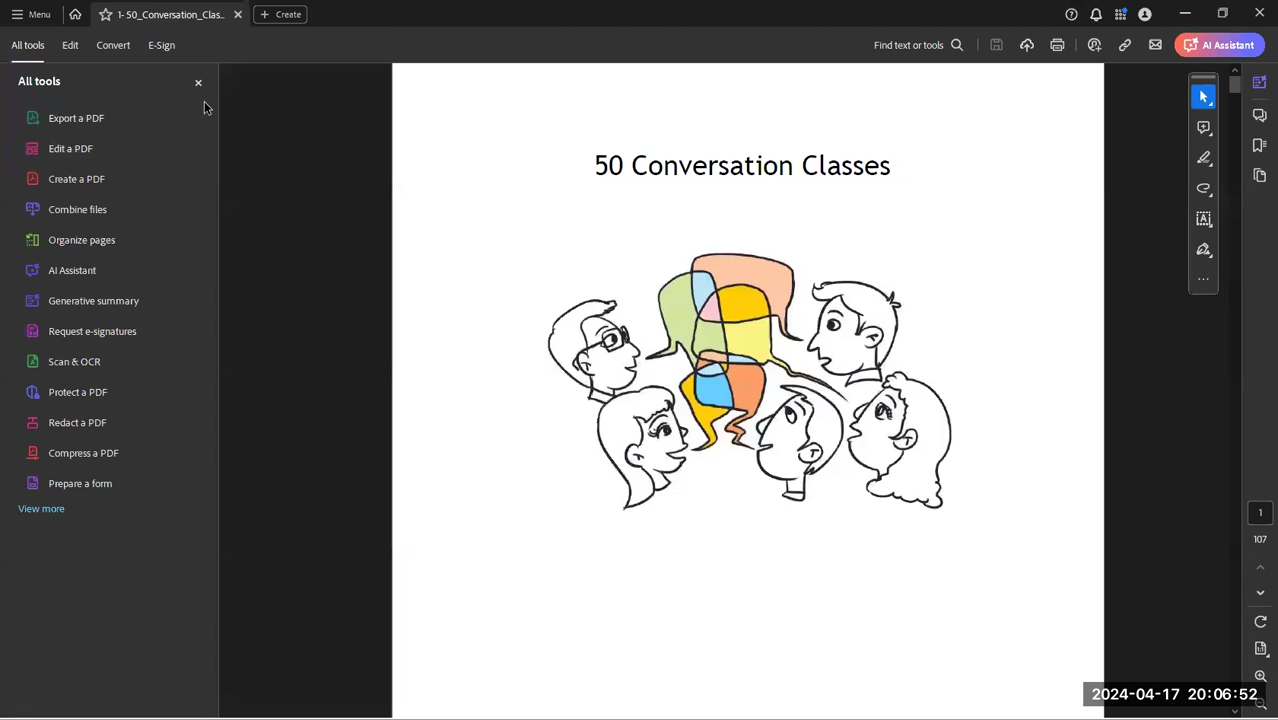 Menu
1- 50_Conversation_Clas...
Create
All tools
Edit
Convert
E-Sign
Find text or tools
AI Assistant
All tools
Export a PDF
Edit a PDF
Create a PDF
Combine files
Organize pages
AI Assistant
Generative summary
Request e-signatures
Scan & OCR
Protect a PDF
Redact a PDF
Compress a PDF
Prepare a form
View more
50 Conversation Classes
1
107
2024-04-17 20:06:52